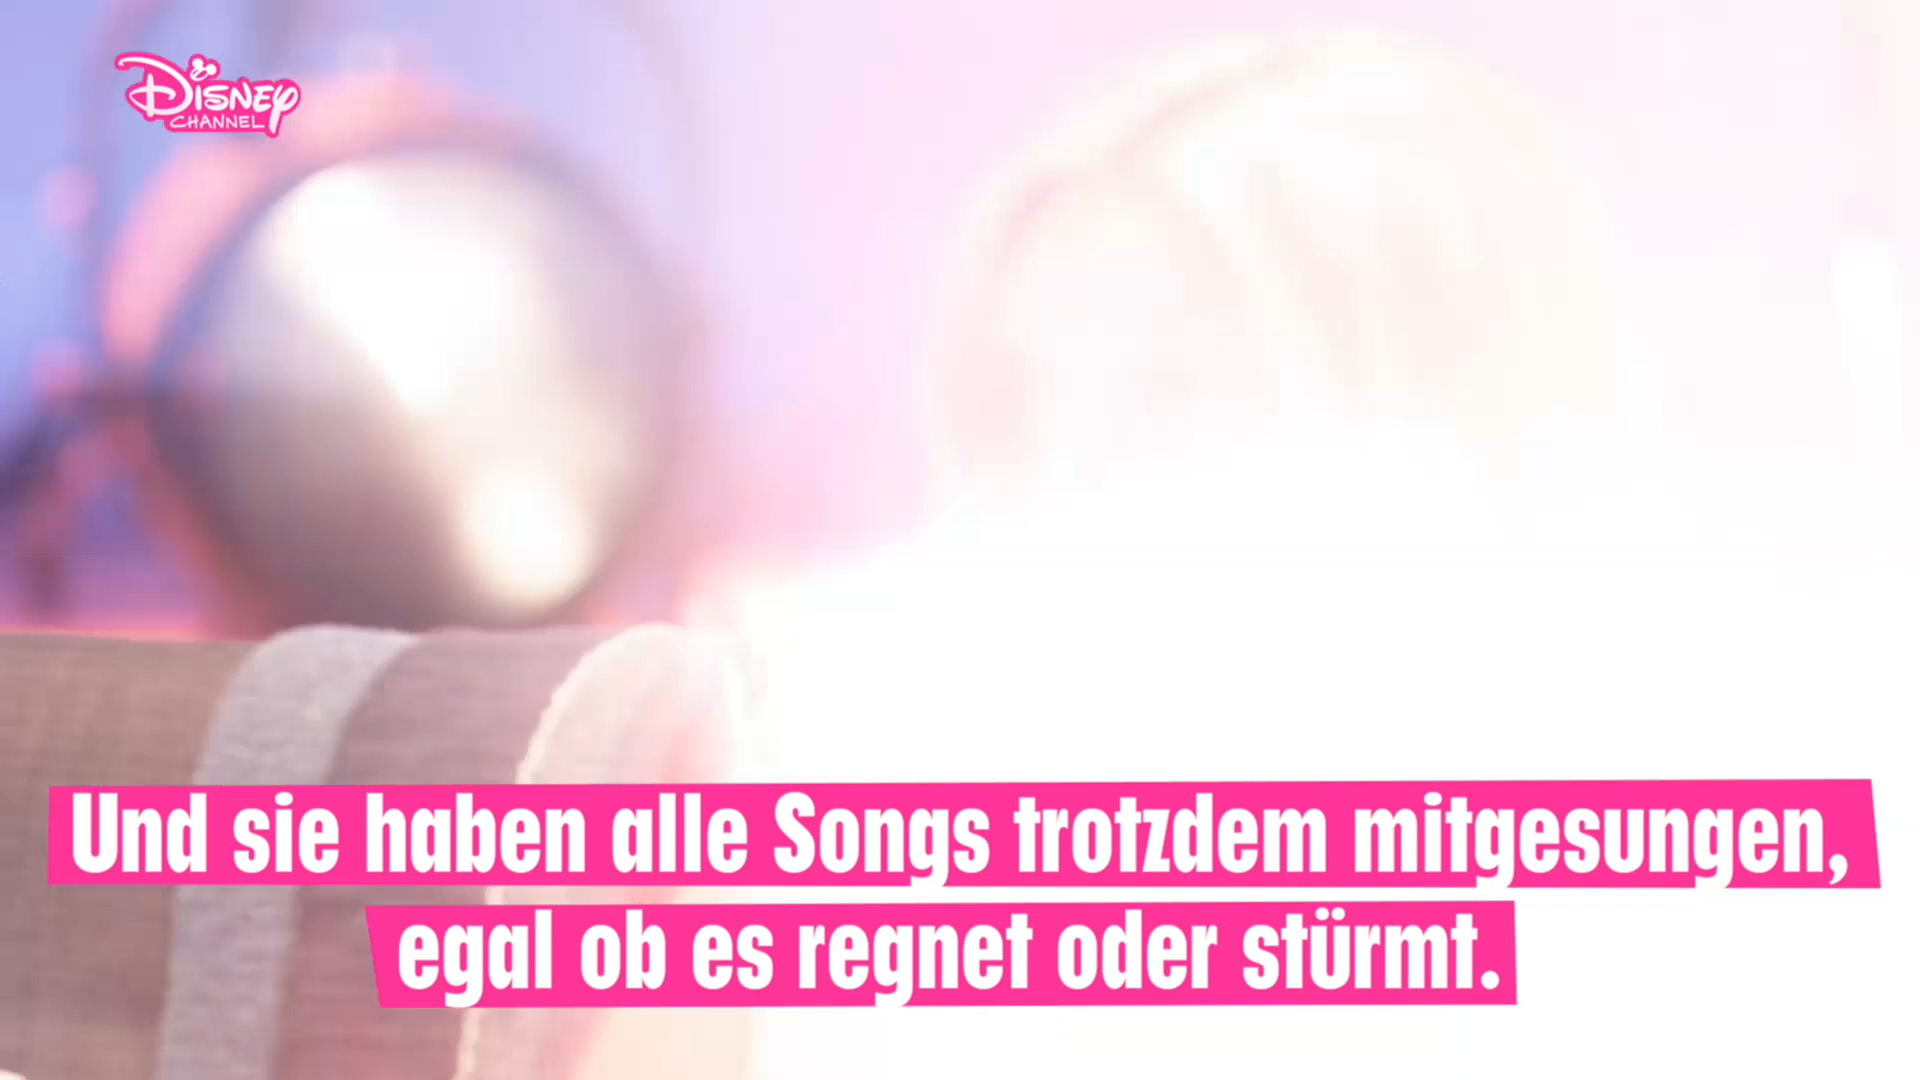 Disney
CHANNEL
Und sie haben alle Songs trotzdem mitgesungen,
egal ob es regnet oder stürmt.